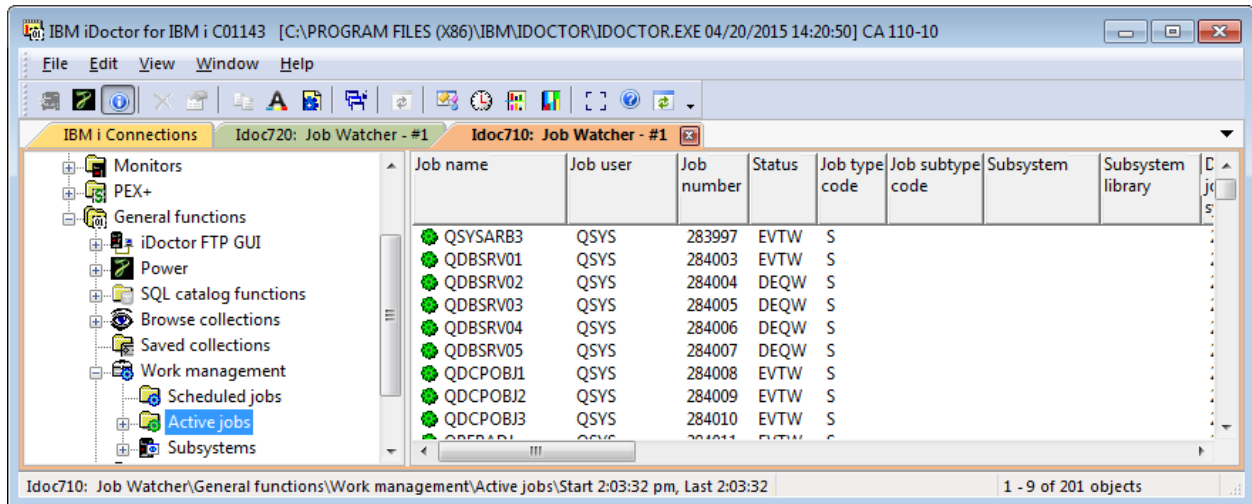 IBM iDoctor for IBM i C01143 [C:\PROGRAM FILES (X86)\IBM\IDOCTOR\IDOCTOR.EXE 04/20/2015 14:20:50] CA 110-10
File Edit View Window Help
IBM i Connections Idoc720: Job Watcher - #1 Idoc710: Job Watcher - #1
Monitors
PEX+
General functions
iDoctor FTP GUI
Power
SQL catalog functions
Browse collections
Saved collections
Work management
Scheduled jobs
Active jobs
Subsystems
Job name Job user Job number Status Job type code Job subtype code Subsystem Subsystem library
QSYSARB3 QSYS 283997 EVTW S
QDBSRV01 QSYS 284003 EVTW S
QDBSRV02 QSYS 284004 DEQW S
QDBSRV03 QSYS 284005 DEQW S
QDBSRV04 QSYS 284006 DEQW S
QDBSRV05 QSYS 284007 DEQW S
QDCPOBJ1 QSYS 284008 EVTW S
QDCPOBJ2 QSYS 284009 EVTW S
QDCPOBJ3 QSYS 284010 EVTW S
Idoc710: Job Watcher\General functions\Work management\Active jobs\Start 2:03:32 pm, Last 2:03:32 1 - 9 of 201 objects